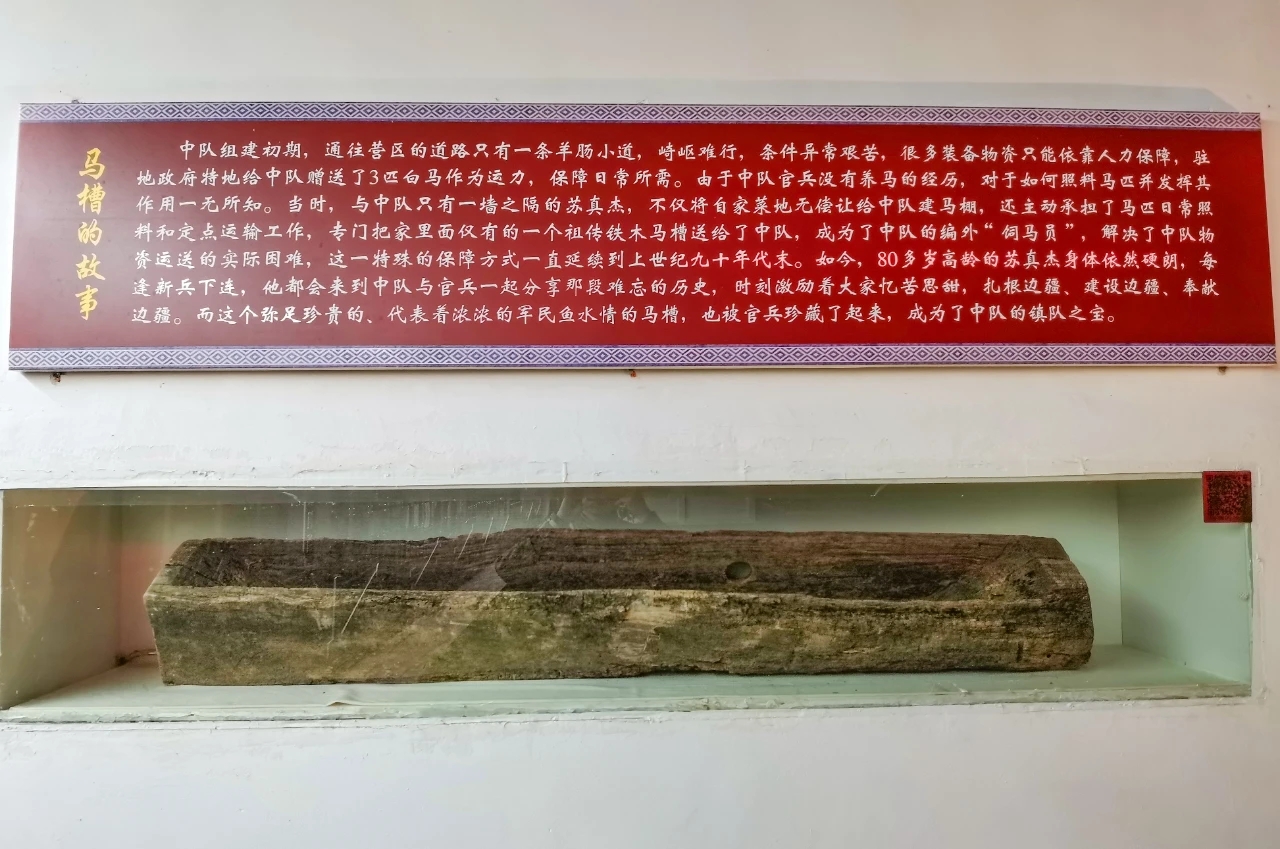 马槽的故事
中队组建初期，通往营区的道路只有一条羊肠小道，崎岖难行，条件异常艰苦，很多装备物资只能依靠人力保障，驻
地政府特地给中队赠送了3匹白马作为运力，保障日常所需。由于中队官兵没有养马的经历，对于如何照料马匹并发挥其
作用一无所知。当时，与中队只有一墙之隔的苏真杰，不仅将自家菜地无偿让给中队建马棚，还主动承担了马匹日常照
料和定点运输工作，专门把家里面仅有的一个祖传铁木马槽送给了中队，成为了中队的编外“饲马员”，解决了中队物
资运送的实际困难，这一特殊的保障方式一直延续到上世纪九十年代末。如今，80多岁高龄的苏真杰身体依然硬朗，每
逢新兵下连，他都会来到中队与官兵一起分享那段难忘的历史，时刻激励着大家忆苦思甜，扎根边疆、建设边疆、奉献
边疆。而这个弥足珍贵的、代表着浓浓的军民鱼水情的马槽，也被官兵珍藏了起来，成为了中队的镇队之宝。